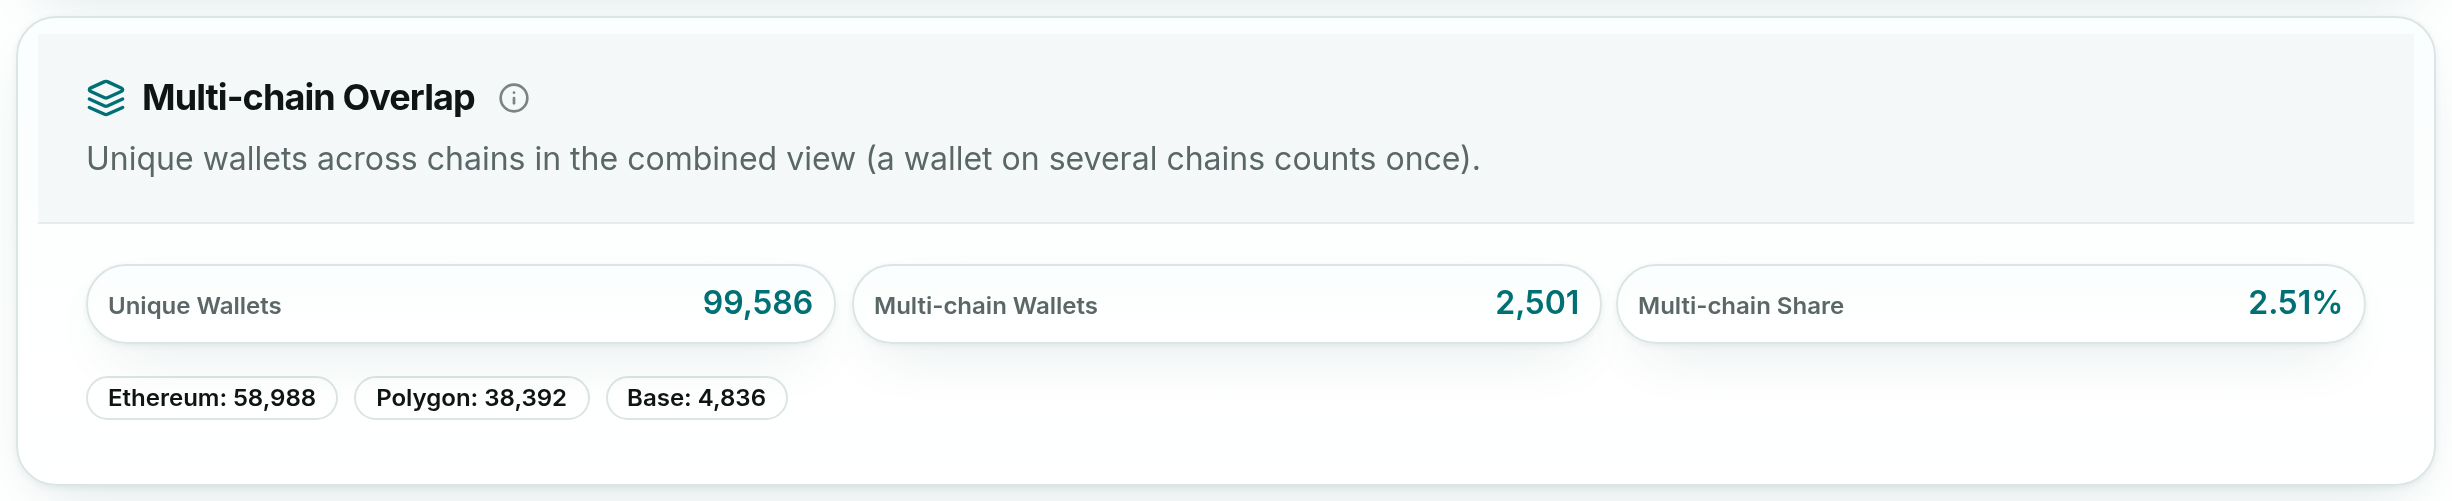 Multi-chain Overlap
Unique wallets across chains in the combined view (a wallet on several chains counts once).
Unique Wallets 99,586 Multi-chain Wallets 2,501 Multi-chain Share 2.51%
Ethereum: 58,988 Polygon: 38,392 Base: 4,836